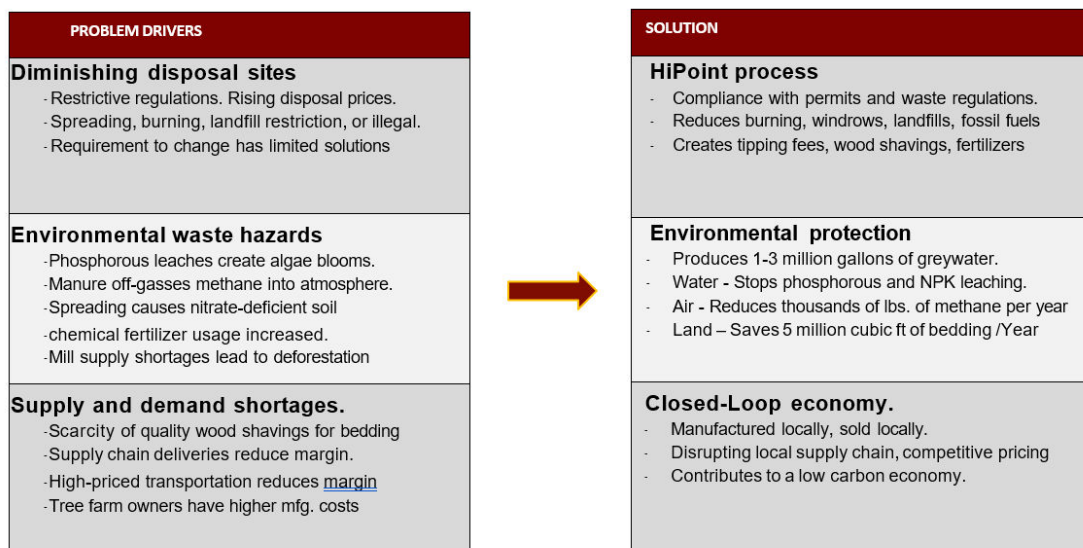 PROBLEM DRIVERS
Diminishing disposal sites
- Restrictive regulations. Rising disposal prices.
- Spreading, burning, landfill restriction, or illegal.
- Requirement to change has limited solutions
Environmental waste hazards
- Phosphorous leaches create algae blooms.
- Manure off-gasses methane into atmosphere.
- Spreading causes nitrate-deficient soil
- chemical fertilizer usage increased.
- Mill supply shortages lead to deforestation
Supply and demand shortages.
- Scarcity of quality wood shavings for bedding
- Supply chain deliveries reduce margin.
- High-priced transportation reduces margin
- Tree farm owners have higher mfg. costs
SOLUTION
HiPoint process
- Compliance with permits and waste regulations.
- Reduces burning, windrows, landfills, fossil fuels
- Creates tipping fees, wood shavings, fertilizers
Environmental protection
- Produces 1-3 million gallons of greywater.
- Water - Stops phosphorous and NPK leaching.
- Air - Reduces thousands of lbs. of methane per year
- Land – Saves 5 million cubic ft of bedding /Year
Closed-Loop economy.
- Manufactured locally, sold locally.
- Disrupting local supply chain, competitive pricing
- Contributes to a low carbon economy.